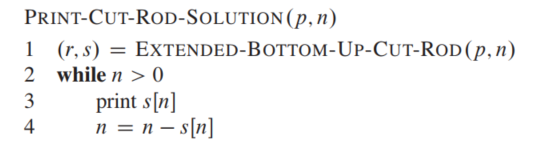 PRINT-CUT-ROD-SOLUTION(p, n)
1 (r, s) = EXTENDED-BOTTOM-UP-CUT-ROD(p, n)
2 while n > 0
3 print s[n]
4 n = n − s[n]